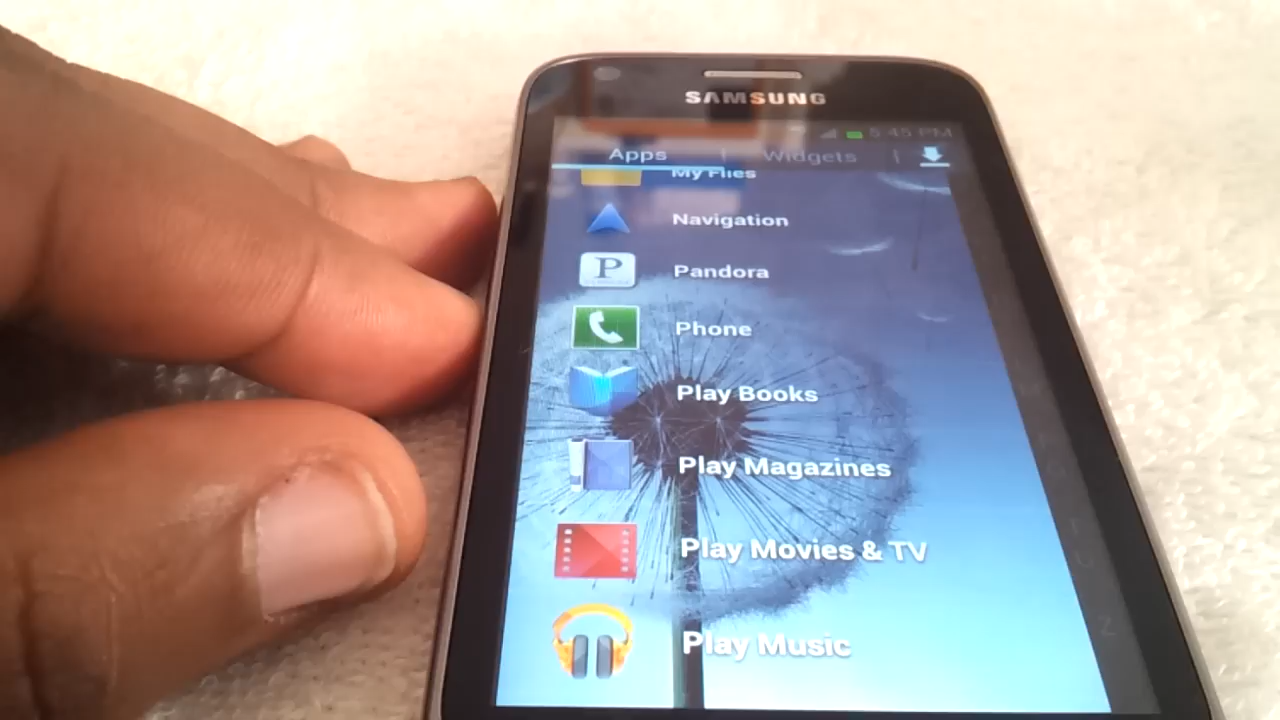 SAMSUNG
5:45 PM
Apps | Widgets |
My Files
Navigation
P
Pandora
Phone
Play Books
Play Magazines
Play Movies & TV
Play Music
Z